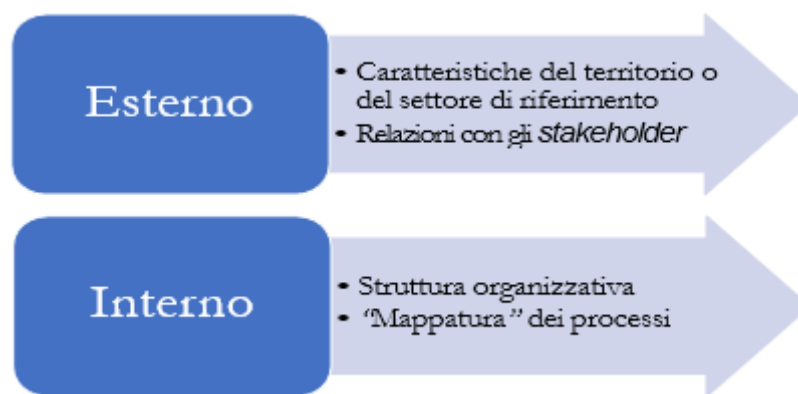 Esterno
• Caratteristiche del territorio o
del settore di riferimento
• Relazioni con gli stakeholder
Interno
• Struttura organizzativa
• “Mappatura” dei processi